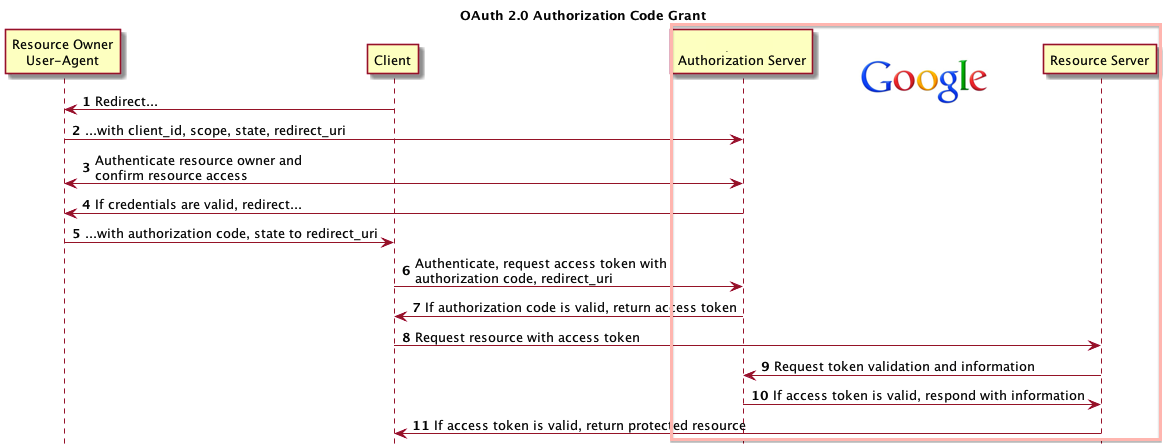 OAuth 2.0 Authorization Code Grant
Resource Owner
User-Agent
Client
Authorization Server
Google
Resource Server
1 Redirect...
2 ...with client_id, scope, state, redirect_uri
3 Authenticate resource owner and
confirm resource access
4 If credentials are valid, redirect...
5 ...with authorization code, state to redirect_uri
6 Authenticate, request access token with
authorization code, redirect_uri
7 If authorization code is valid, return access token
8 Request resource with access token
9 Request token validation and information
10 If access token is valid, respond with information
11 If access token is valid, return protected resource